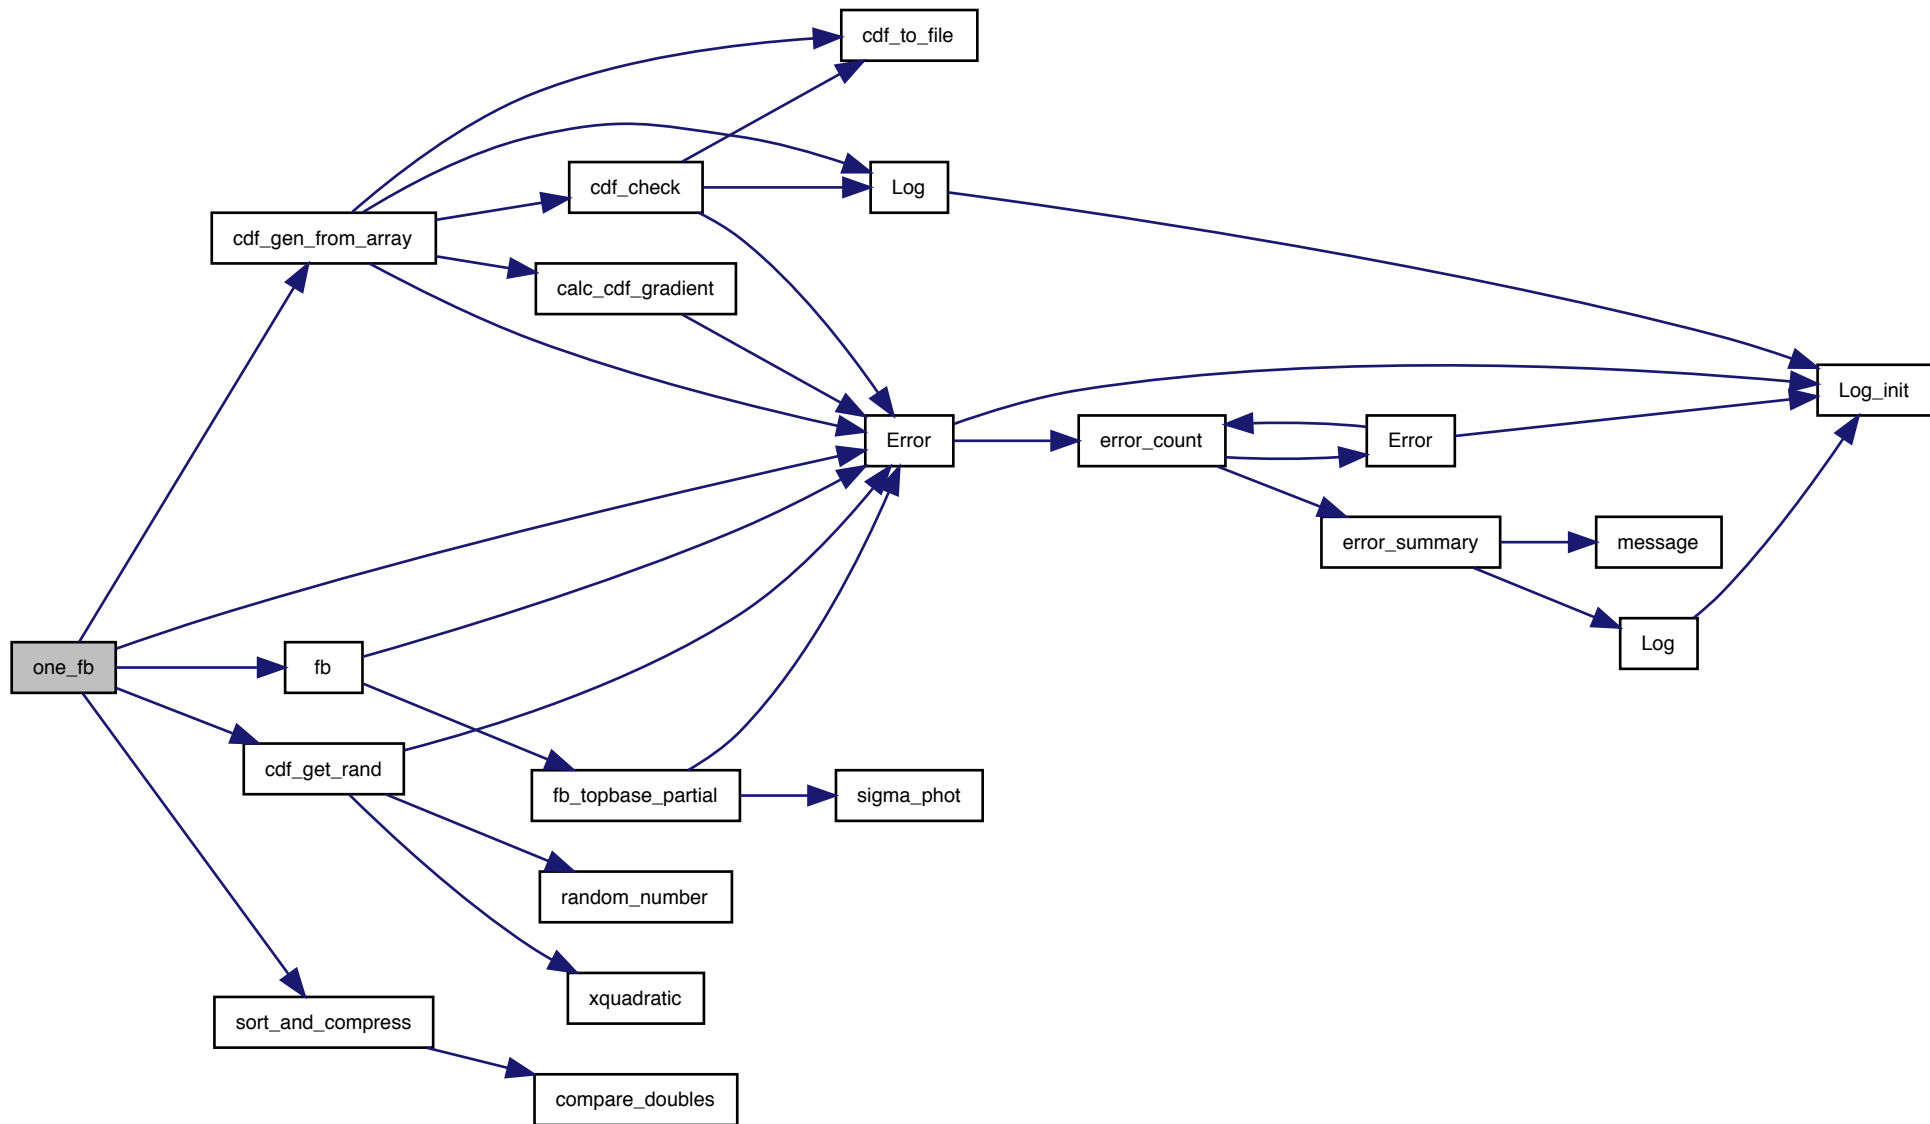 cdf_to_file
cdf_check
Log
cdf_gen_from_array
calc_cdf_gradient
Log_init
Error
error_count
Error
error_summary
message
Log
one_fb
fb
cdf_get_rand
fb_topbase_partial
sigma_phot
random_number
xquadratic
sort_and_compress
compare_doubles